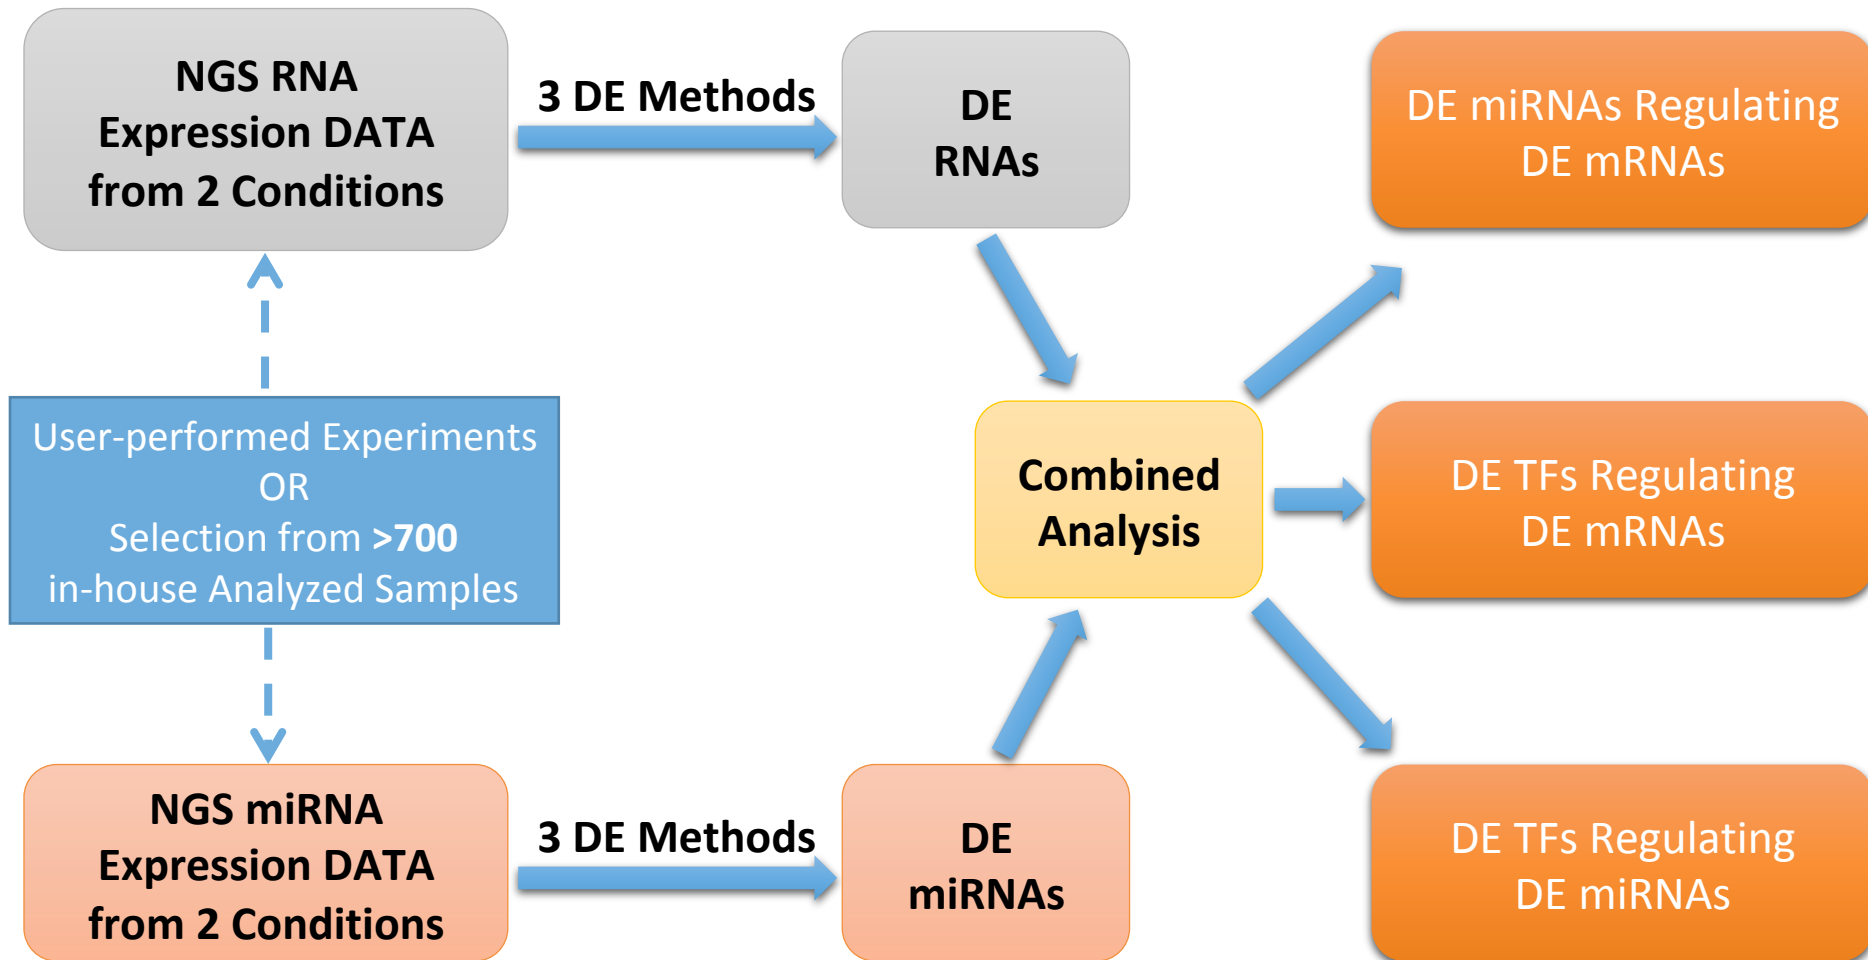 NGS RNA
Expression DATA
from 2 Conditions
3 DE Methods
DE
RNAs
DE miRNAs Regulating
DE mRNAs
User-performed Experiments
OR
Selection from >700
in-house Analyzed Samples
Combined
Analysis
DE TFs Regulating
DE mRNAs
NGS miRNA
Expression DATA
from 2 Conditions
3 DE Methods
DE
miRNAs
DE TFs Regulating
DE miRNAs